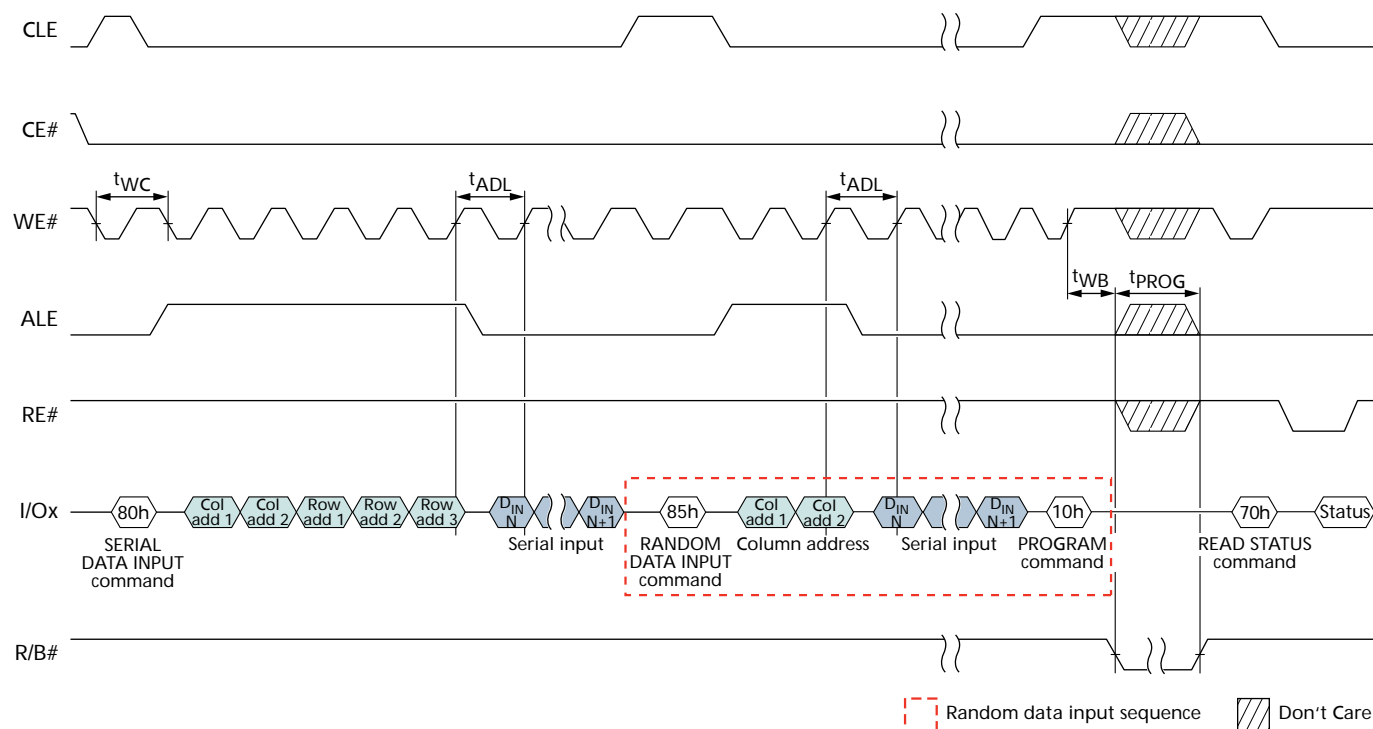 CLE
CE#
tWC
tADL
tADL
WE#
tWB
tPROG
ALE
RE#
I/Ox
80h
Col add 1
Col add 2
Row add 1
Row add 2
Row add 3
DIN N
DIN N+1
85h
Col add 1
Col add 2
DIN N
DIN N+1
10h
70h
Status
SERIAL DATA INPUT command
Serial input
RANDOM DATA INPUT command
Column address
Serial input
PROGRAM command
READ STATUS command
R/B#
Random data input sequence
Don't Care